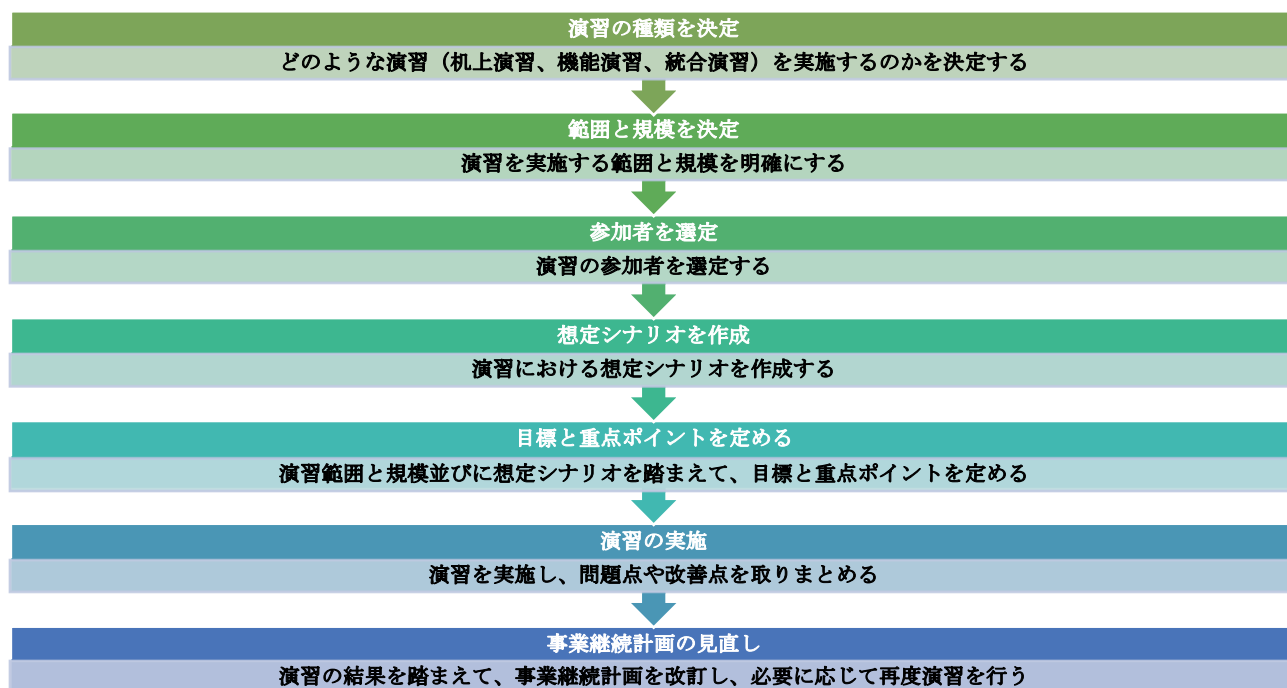 演習の種類を決定
どのような演習（机上演習、機能演習、統合演習）を実施するのかを決定する
範囲と規模を決定
演習を実施する範囲と規模を明確にする
参加者を選定
演習の参加者を選定する
想定シナリオを作成
演習における想定シナリオを作成する
目標と重点ポイントを定める
演習範囲と規模並びに想定シナリオを踏まえて、目標と重点ポイントを定める
演習の実施
演習を実施し、問題点や改善点を取りまとめる
事業継続計画の見直し
演習の結果を踏まえて、事業継続計画を改訂し、必要に応じて再度演習を行う